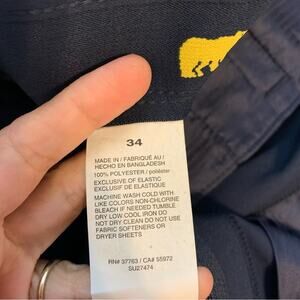 34
MADE IN / FABRIQUÉ AU /
HECHO EN BANGLADESH
100% POLYESTER / poliéster
EXCLUSIVE OF ELASTIC
EXCLUSIF DE ELASTIQUE
MACHINE WASH COLD WITH
LIKE COLORS NON-CHLORINE
BLEACH IF NEEDED TUMBLE
DRY LOW COOL IRON DO
NOT DRY CLEAN DO NOT USE
FABRIC SOFTENERS OR
DRYER SHEETS
RN# 37763 / CA# 55972
SU27474